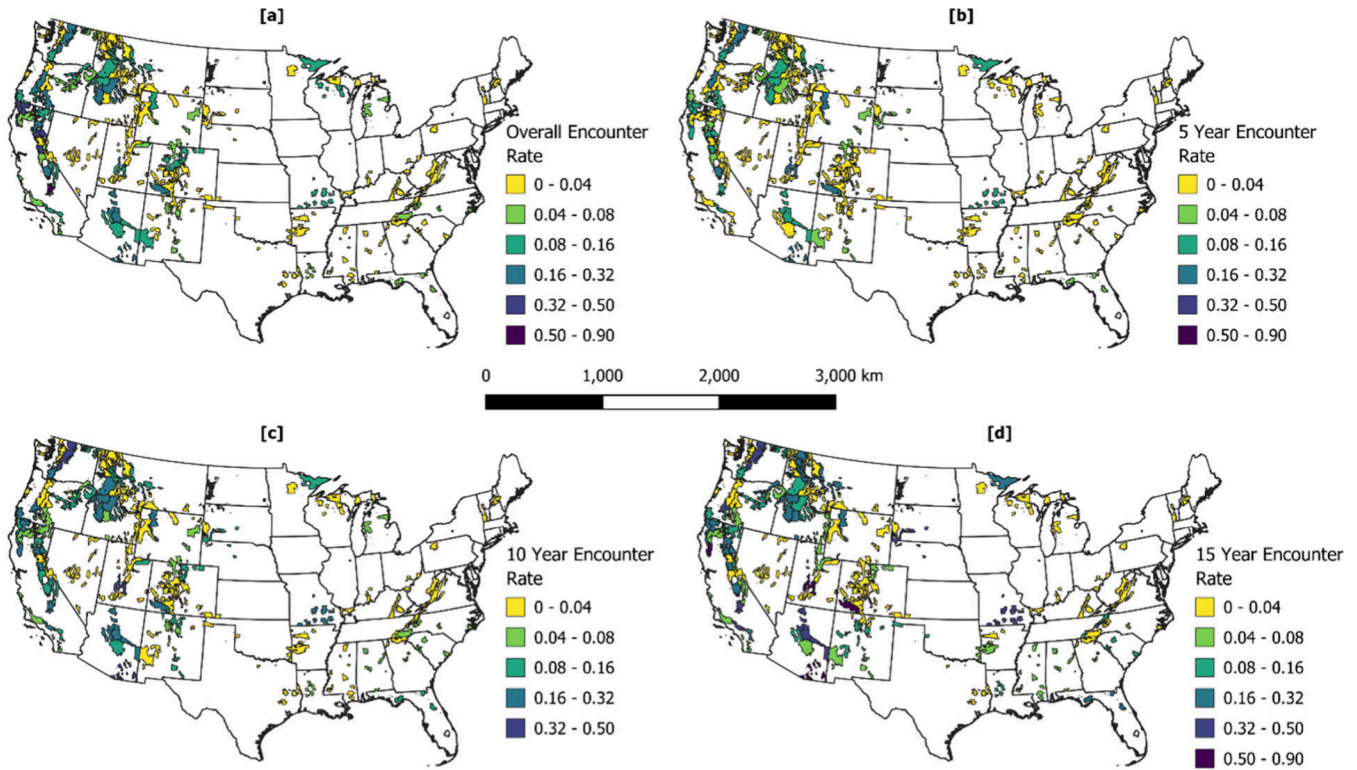 [a]
[b]
Overall Encounter
Rate
0 - 0.04
0.04 - 0.08
0.08 - 0.16
0.16 - 0.32
0.32 - 0.50
0.50 - 0.90
5 Year Encounter
Rate
0 - 0.04
0.04 - 0.08
0.08 - 0.16
0.16 - 0.32
0.32 - 0.50
0.50 - 0.90
0 1,000 2,000 3,000 km
[c]
[d]
10 Year Encounter
Rate
0 - 0.04
0.04 - 0.08
0.08 - 0.16
0.16 - 0.32
0.32 - 0.50
15 Year Encounter
Rate
0 - 0.04
0.04 - 0.08
0.08 - 0.16
0.16 - 0.32
0.32 - 0.50
0.50 - 0.90